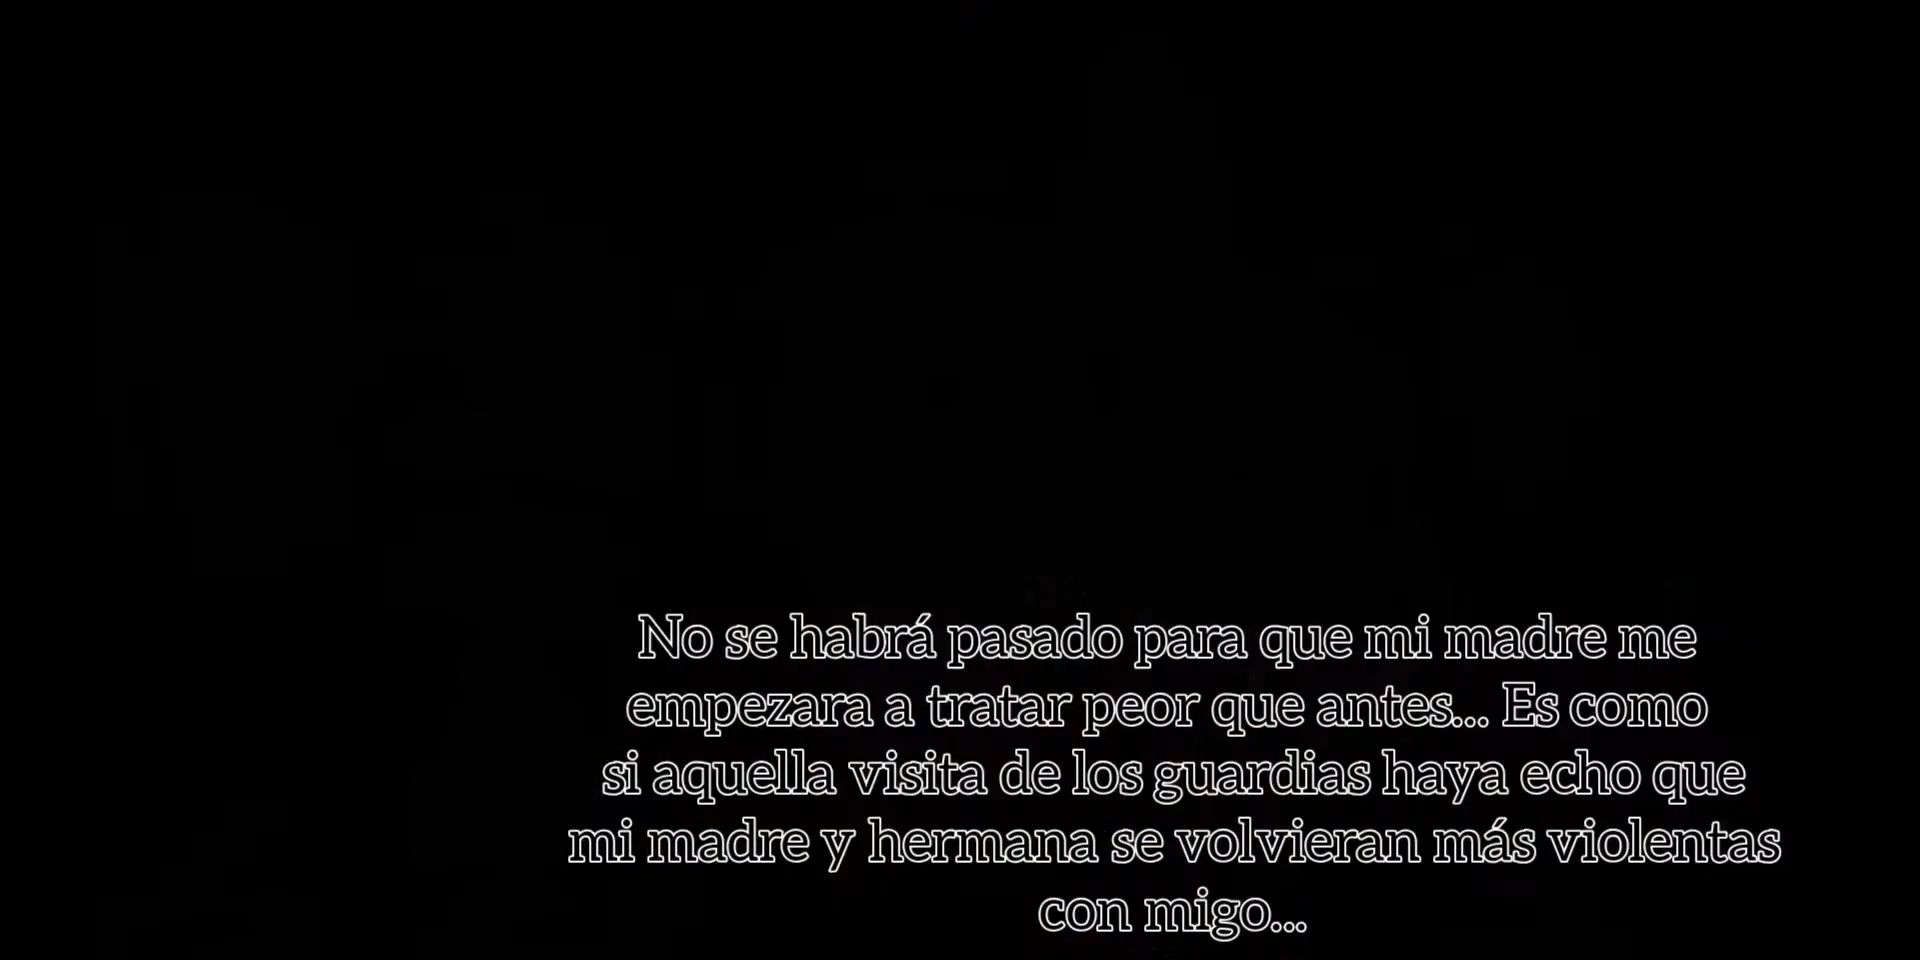 No se habrá pasado para que mi madre me
empezara a tratar peor que antes... Es como
si aquella visita de los guardias haya echo que
mi madre y hermana se volvieran más violentas
con migo...